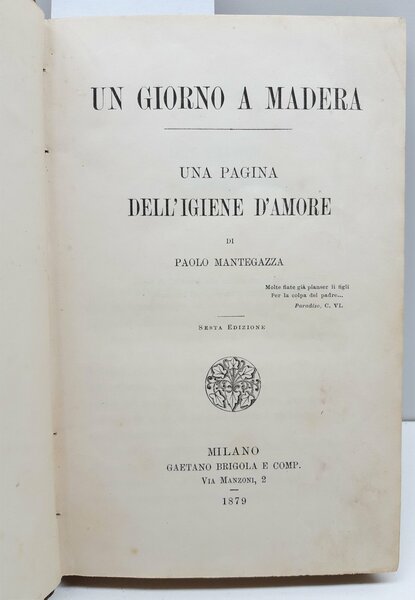 UN GIORNO A MADERA
UNA PAGINA
DELL'IGIENE D'AMORE
DI
PAOLO MANTEGAZZA
Molte fiate già planser li figli
Per la colpa del padre...
Paradiso, C. VI.
SESTA EDIZIONE
MILANO
GAETANO BRIGOLA E COMP.
VIA MANZONI, 2
1879